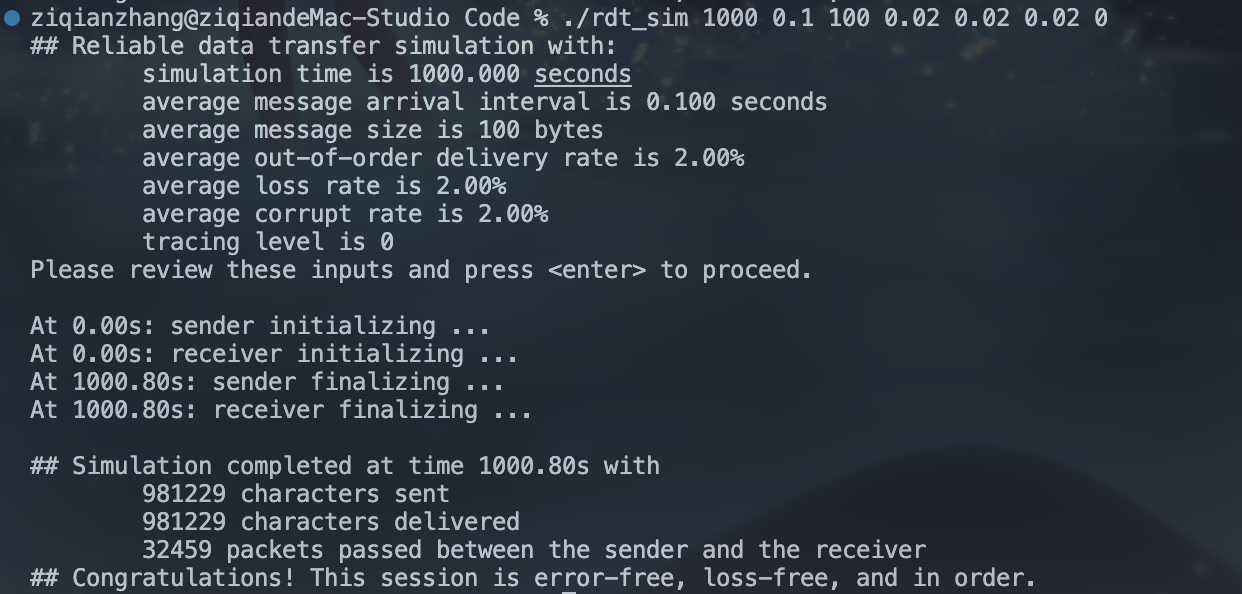 ziqianzhang@ziqiandeMac-Studio Code % ./rdt_sim 1000 0.1 100 0.02 0.02 0.02 0
## Reliable data transfer simulation with:
simulation time is 1000.000 seconds
average message arrival interval is 0.100 seconds
average message size is 100 bytes
average out-of-order delivery rate is 2.00%
average loss rate is 2.00%
average corrupt rate is 2.00%
tracing level is 0
Please review these inputs and press <enter> to proceed.
At 0.00s: sender initializing ...
At 0.00s: receiver initializing ...
At 1000.80s: sender finalizing ...
At 1000.80s: receiver finalizing ...
## Simulation completed at time 1000.80s with
981229 characters sent
981229 characters delivered
32459 packets passed between the sender and the receiver
## Congratulations! This session is error-free, loss-free, and in order.